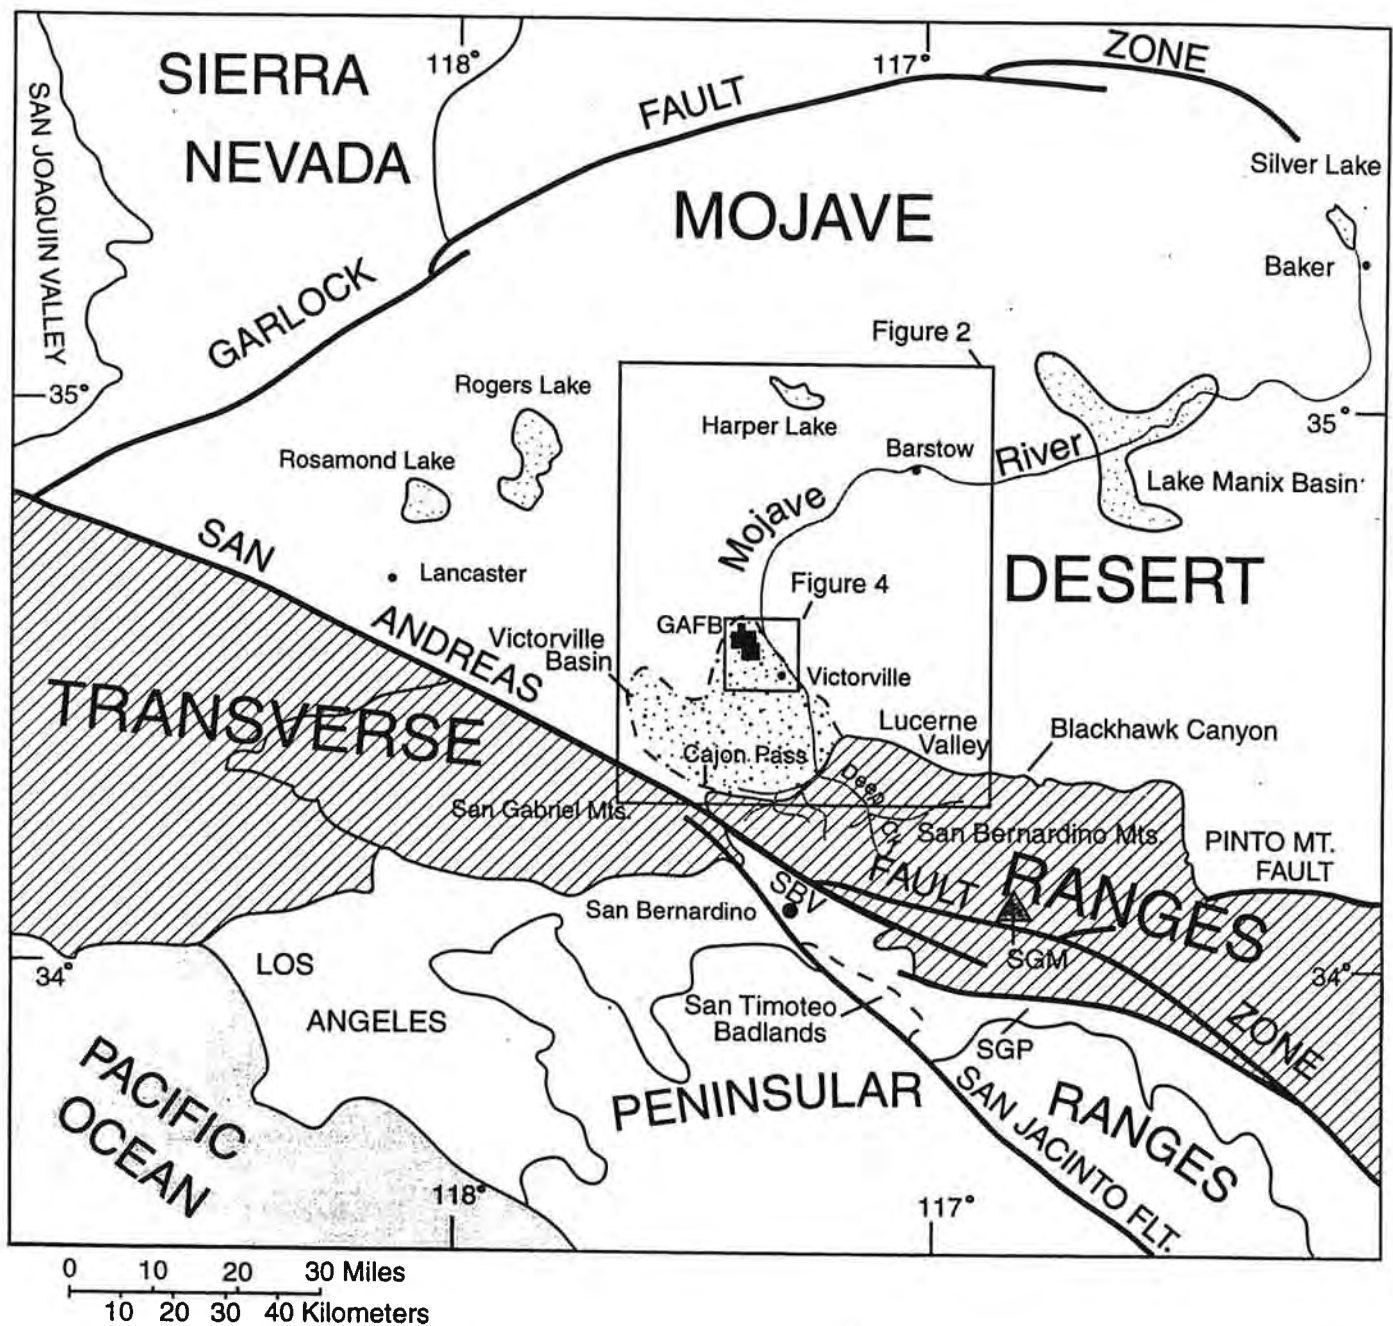 118°
117°
ZONE
SIERRA
NEVADA
FAULT
SAN JOAQUIN VALLEY
Silver Lake
MOJAVE
Baker
GARLOCK
Figure 2
35°
Rogers Lake
Harper Lake
35°
Rosamond Lake
Barstow
River
Lake Manix Basin
Mojave
SAN
Lancaster
Figure 4
DESERT
ANDREAS
GAFB
Victorville
Basin
Victorville
TRANSVERSE
Lucerne
Valley
Blackhawk Canyon
Cajon Pass
Deep
Cr.
San Gabriel Mts.
San Bernardino Mts.
PINTO MT.
FAULT
FAULT
RANGES
SBV
San Bernardino
SGM
34°
LOS
ANGELES
34°
San Timoteo
Badlands
ZONE
SGP
PACIFIC
OCEAN
PENINSULAR
RANGES
SAN JACINTO FLT.
118°
117°
0 10 20 30 Miles
10 20 30 40 Kilometers